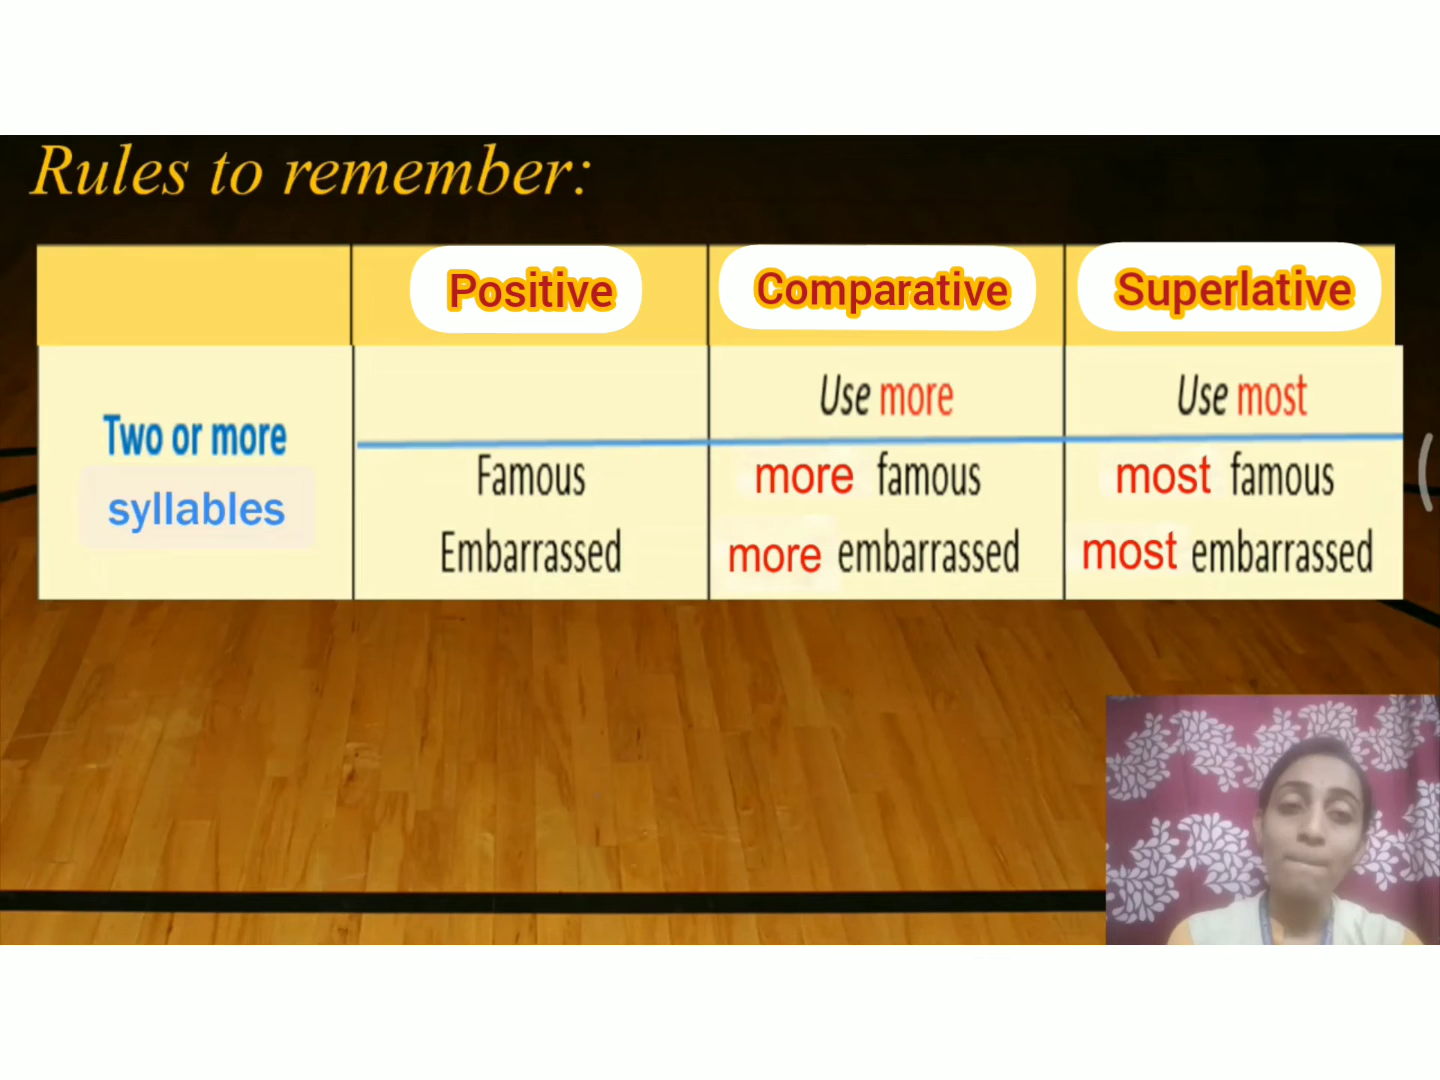 Rules to remember:
Positive Comparative Superlative
Use more Use most
Two or more
syllables
Famous more famous most famous
Embarrassed more embarrassed most embarrassed